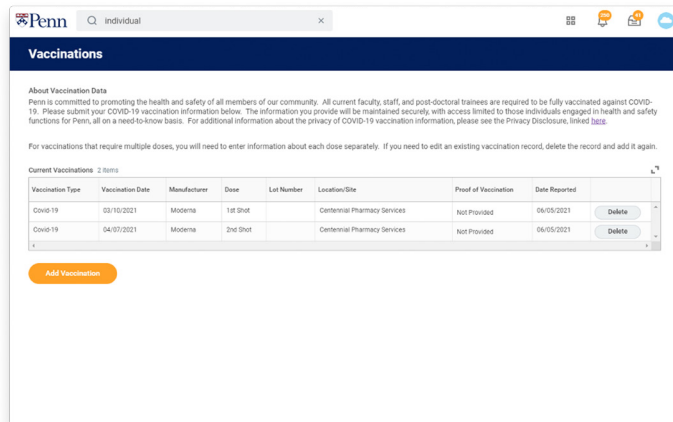 Penn
individual
Vaccinations
About Vaccination Data
Penn is committed to promoting the health and safety of all members of our community. All current faculty, staff, and post-doctoral trainees are required to be fully vaccinated against COVID-
19. Please submit your COVID-19 vaccination information below. The information you provide will be maintained securely, with access limited to those individuals engaged in health and safety
functions for Penn, all on a need-to-know basis. For additional information about the privacy of COVID-19 vaccination information, please see the Privacy Disclosure, linked here.
For vaccinations that require multiple doses, you will need to enter information about each dose separately. If you need to edit an existing vaccination record, delete the record and add it again.
Current Vaccinations 2 items
Vaccination Type Vaccination Date Manufacturer Dose Lot Number Location/Site Proof of Vaccination Date Reported
Covid-19 03/10/2021 Moderna 1st Shot Centennial Pharmacy Services Not Provided 06/05/2021 Delete
Covid-19 04/07/2021 Moderna 2nd Shot Centennial Pharmacy Services Not Provided 06/05/2021 Delete
Add Vaccination